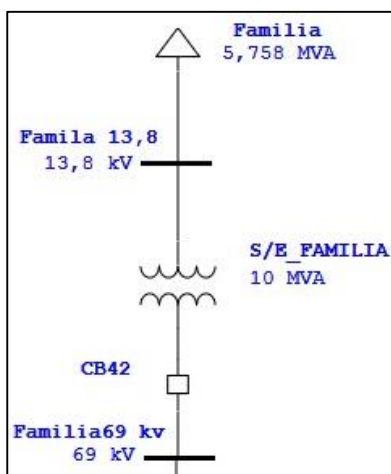 Familia
5,758 MVA
Famila 13,8
13,8 kV
S/E_FAMILIA
10 MVA
CB42
Familia69 kv
69 kV